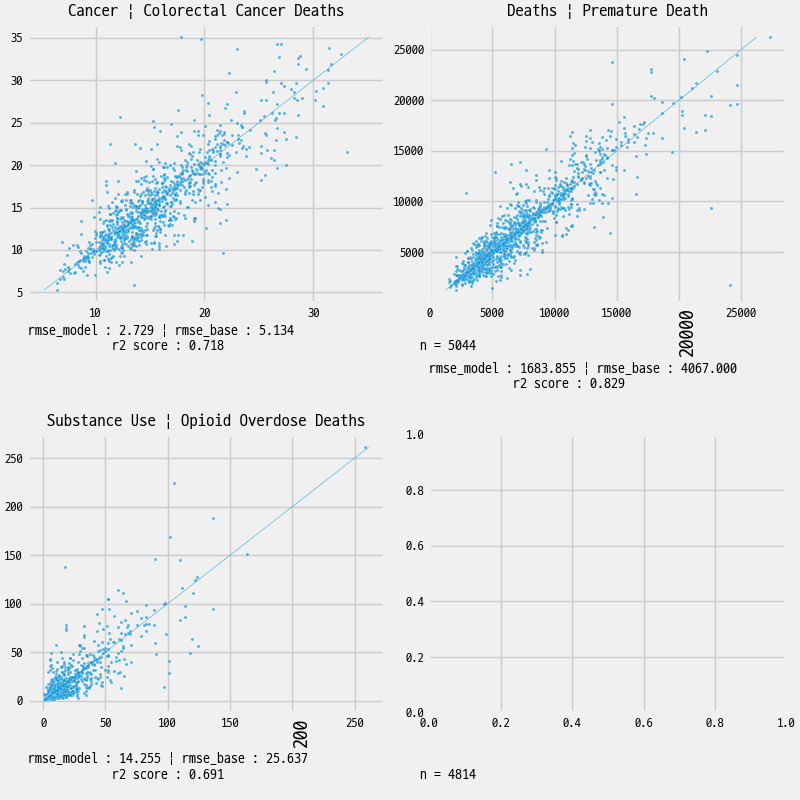 Cancer ¦ Colorectal Cancer Deaths
35
30
25
20
15
10
5
10 20 30
rmse_model : 2.729 ¦ rmse_base : 5.134
r2 score : 0.718
Deaths ¦ Premature Death
25000
20000
15000
10000
5000
0 5000 10000 15000 20000 25000
n = 5044
rmse_model : 1683.855 ¦ rmse_base : 4067.000
r2 score : 0.829
Substance Use ¦ Opioid Overdose Deaths
250
200
150
100
50
0
0 50 100 150 200 250
rmse_model : 14.255 ¦ rmse_base : 25.637
r2 score : 0.691
1.0
0.8
0.6
0.4
0.2
0.0
0.0 0.2 0.4 0.6 0.8 1.0
n = 4814